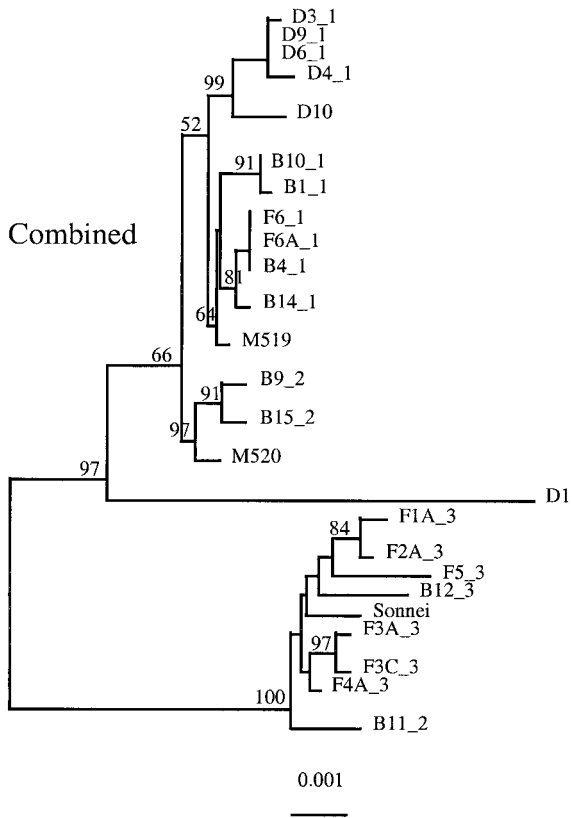 D3_1
D9_1
D6_1
D4_1
99
D10
52
91 B10_1
B1_1
Combined
F6_1
F6A_1
B4_1
81
B14_1
64
M519
66
B9_2
91
B15_2
97
M520
97
D1
F1A_3
84
F2A_3
F5_3
B12_3
Sonnei
F3A_3
97
F3C_3
F4A_3
100
B11_2
0.001